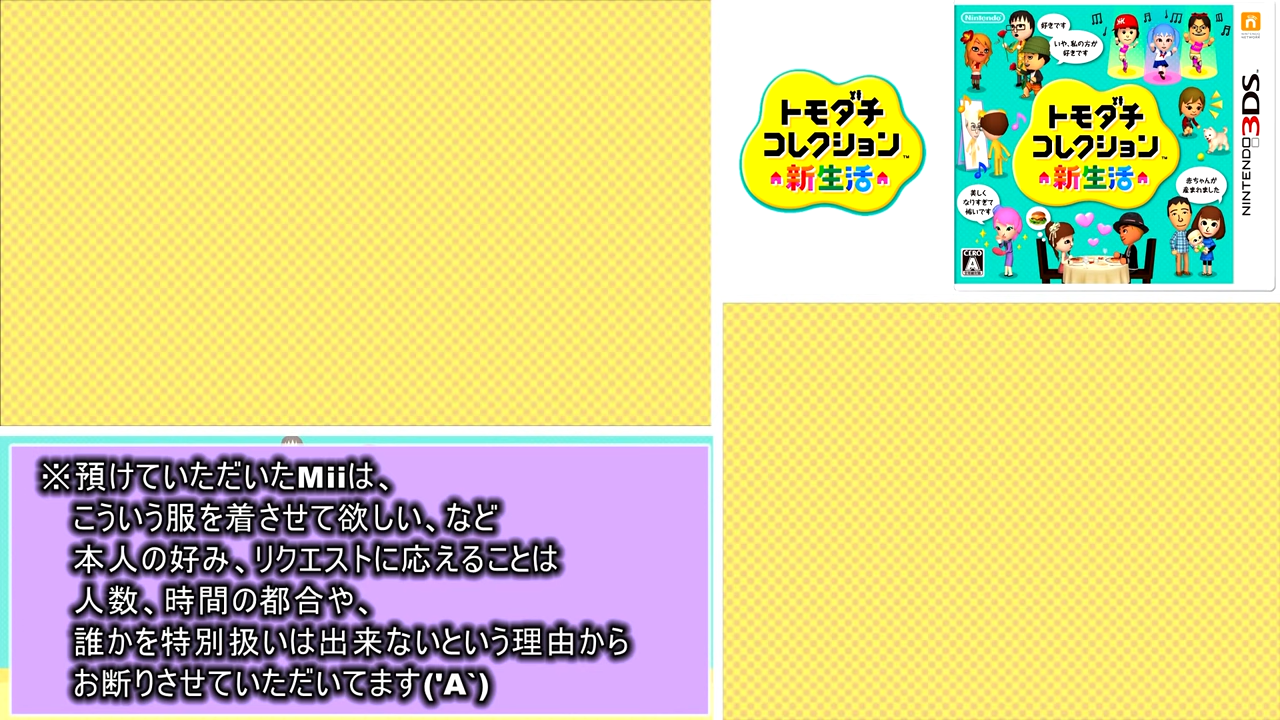 トモダチ
コレクション
新生活
TM
Nintendo
好きです
いや、私の方が
好きです
トモダチ
コレクション
新生活
TM
赤ちゃんが
産まれました
美しく
なりすぎて
怖いです
CERO
A
NINTENDO 3DS
※預けていただいたMiiは、
こういう服を着させて欲しい、など
本人の好み、リクエストに応えることは
人数、時間の都合や、
誰かを特別扱いは出来ないという理由から
お断りさせていただいてます('A`)